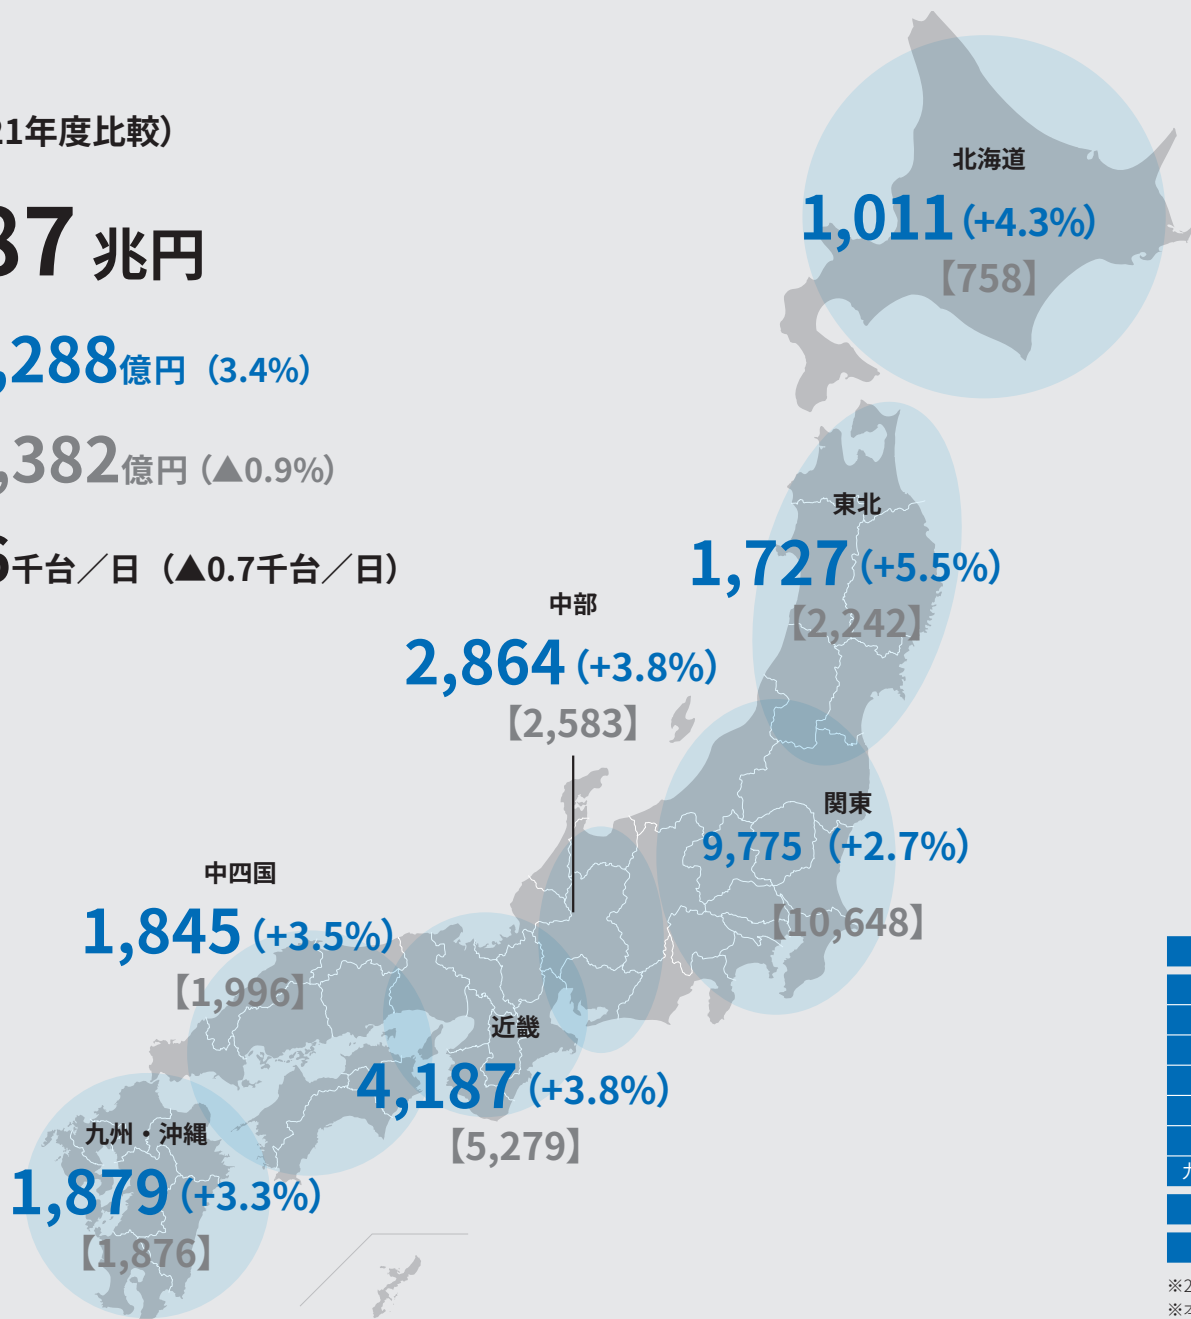 21年度比較）
37 兆円
,288億円（3.4%）
,382億円（▲0.9%）
6千台／日（▲0.7千台／日）
北海道
1,011（+4.3%）
【758】
東北
1,727（+5.5%）
【2,242】
中部
2,864（+3.8%）
【2,583】
関東
9,775（+2.7%）
【10,648】
中四国
1,845（+3.5%）
【1,996】
近畿
4,187（+3.8%）
【5,279】
九州・沖縄
1,879（+3.3%）
【1,876】
※2
※本